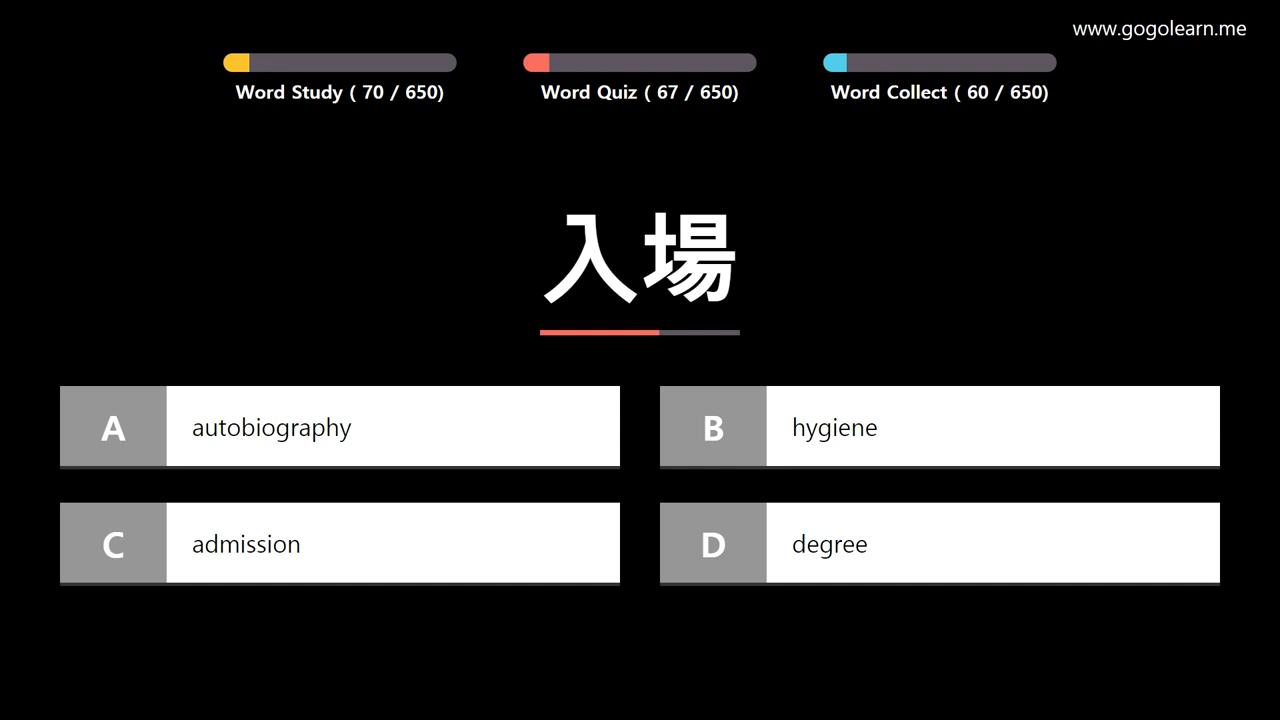 www.gogolearn.me
Word Study ( 70 / 650)
Word Quiz ( 67 / 650)
Word Collect ( 60 / 650)
入場
A autobiography
B hygiene
C admission
D degree